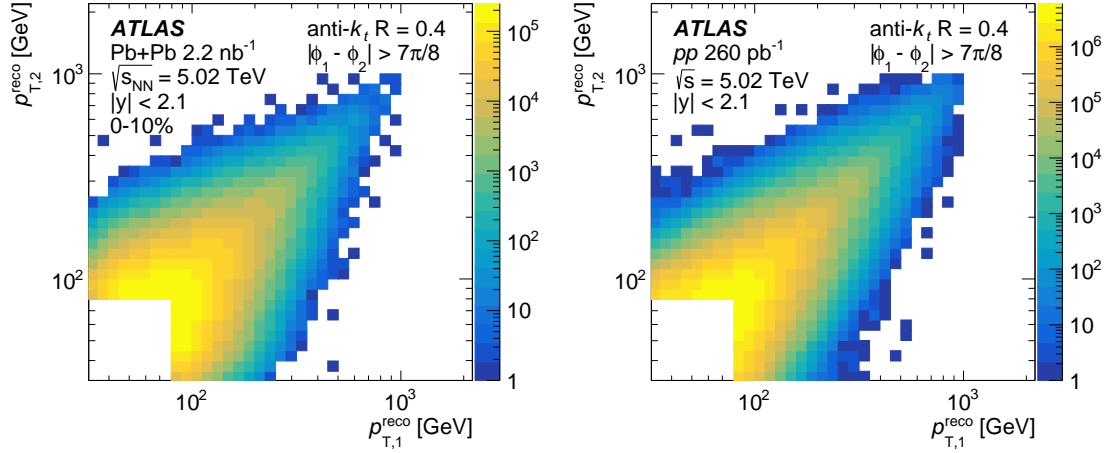 p_T,2^reco [GeV]
ATLAS
Pb+Pb 2.2 nb⁻¹
√s_NN = 5.02 TeV
|y| < 2.1
0-10%
anti-k_t R = 0.4
|ϕ_1 - ϕ_2| > 7π/8
10³
10²
10² 10³
p_T,1^reco [GeV]
10⁵
10⁴
10³
10²
10
1
p_T,2^reco [GeV]
ATLAS
pp 260 pb⁻¹
√s = 5.02 TeV
|y| < 2.1
anti-k_t R = 0.4
|ϕ_1 - ϕ_2| > 7π/8
10³
10²
10² 10³
p_T,1^reco [GeV]
10⁶
10⁵
10⁴
10³
10²
10
1